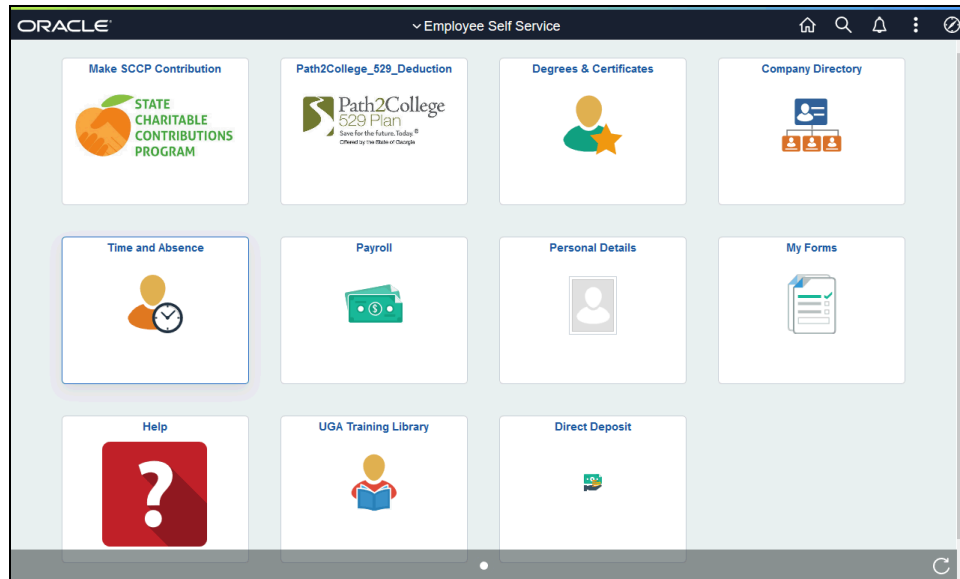 ORACLE
Employee Self Service
Make SCCP Contribution
STATE
CHARITABLE
CONTRIBUTIONS
PROGRAM
Path2College_529_Deduction
Path2College
529 Plan
Save for the future. Today.®
Offered by the State of Georgia
Degrees & Certificates
Company Directory
Time and Absence
Payroll
Personal Details
My Forms
Help
?
UGA Training Library
Direct Deposit